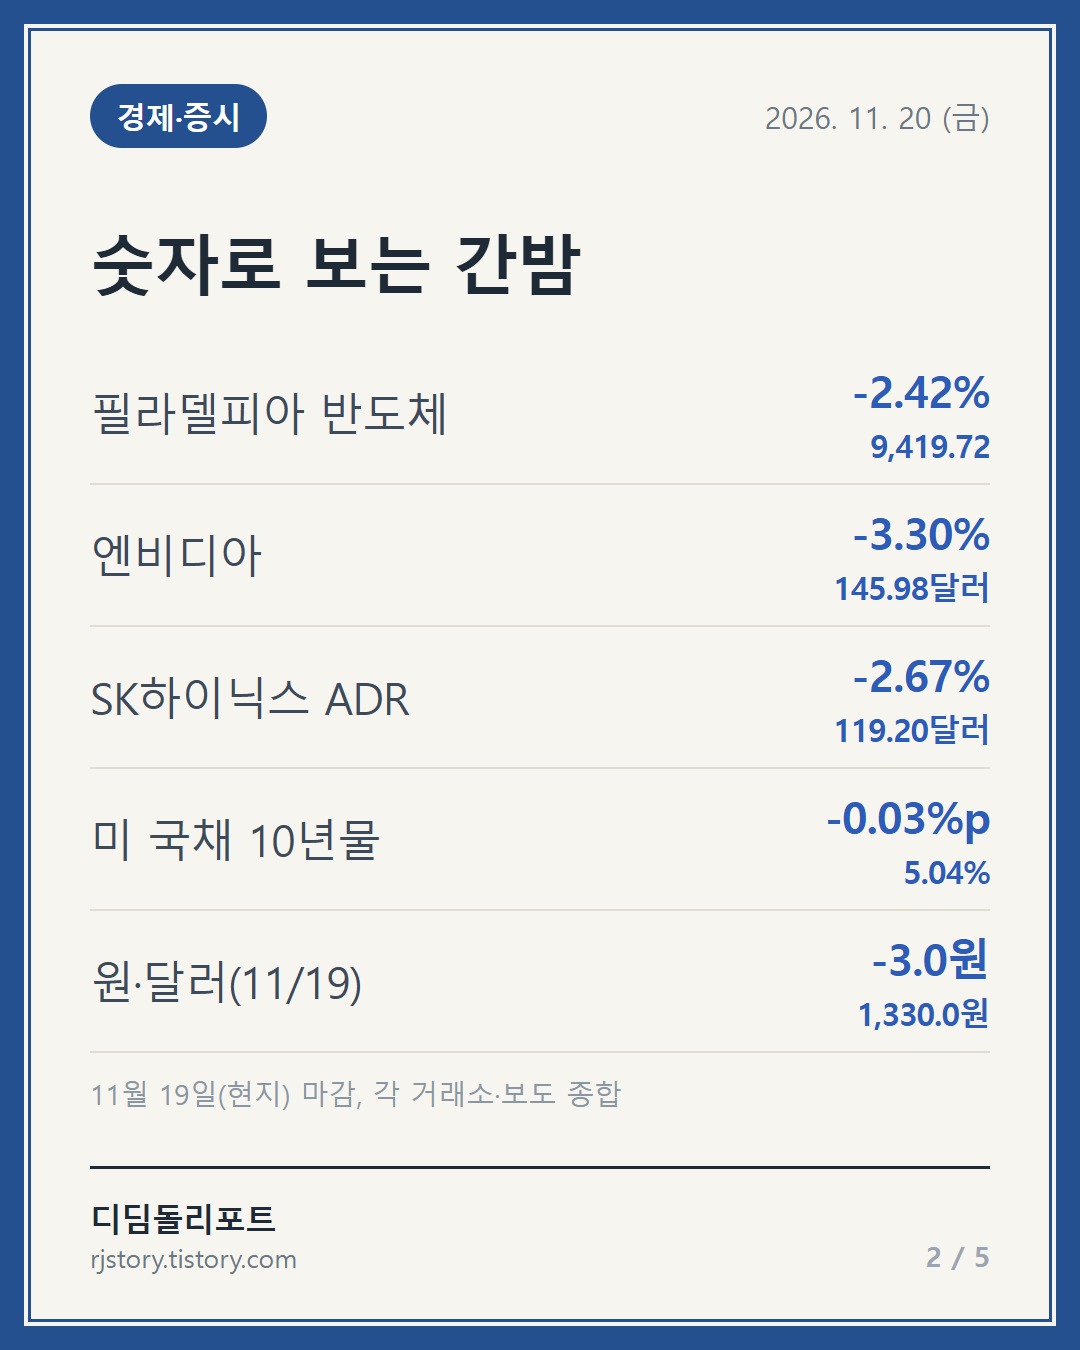 경제·증시
2026. 11. 20 (금)
숫자로 보는 간밤
필라델피아 반도체
-2.42%
9,419.72
엔비디아
-3.30%
145.98달러
SK하이닉스 ADR
-2.67%
119.20달러
미 국채 10년물
-0.03%p
5.04%
원·달러(11/19)
-3.0원
1,330.0원
11월 19일(현지) 마감, 각 거래소·보도 종합
디딤돌리포트
rjstory.tistory.com
2 / 5